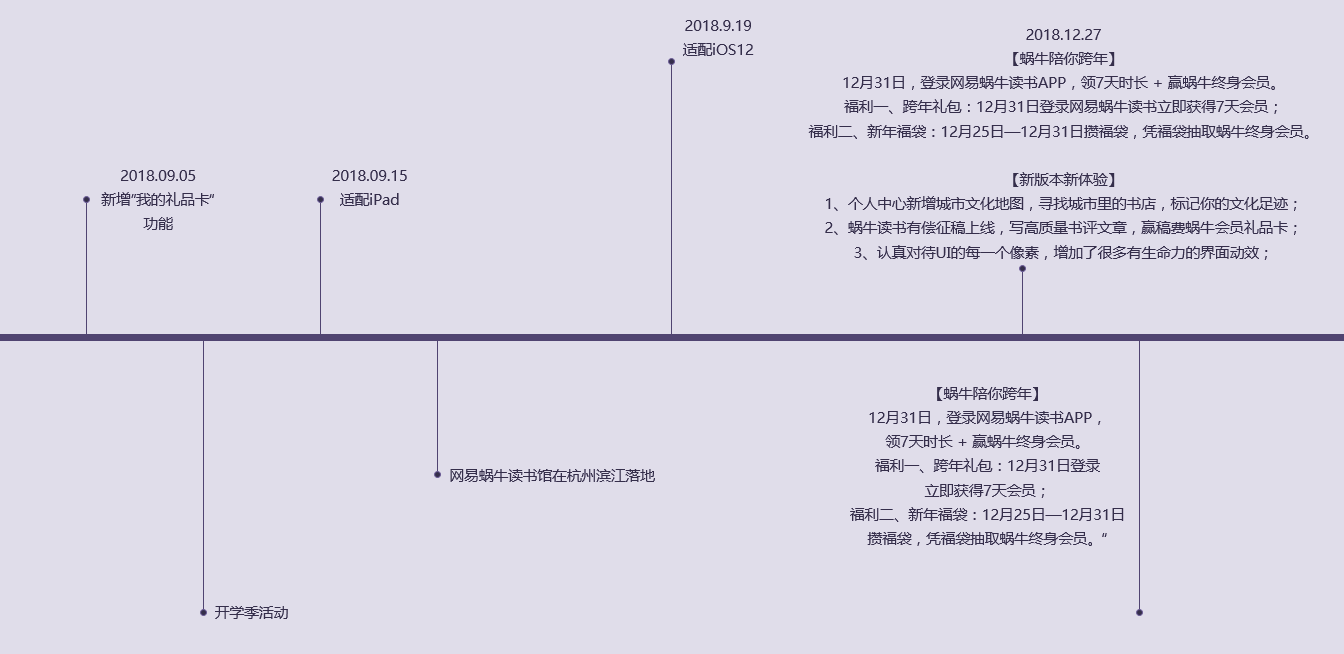 2018.09.05
新增“我的礼品卡“
功能
2018.09.15
适配iPad
2018.9.19
适配iOS12
2018.12.27
【蜗牛陪你跨年】
12月31日，登录网易蜗牛读书APP，领7天时长 + 赢蜗牛终身会员。
福利一、跨年礼包：12月31日登录网易蜗牛读书立即获得7天会员；
福利二、新年福袋：12月25日—12月31日攒福袋，凭福袋抽取蜗牛终身会员。
【新版本新体验】
1、个人中心新增城市文化地图，寻找城市里的书店，标记你的文化足迹；
2、蜗牛读书有偿征稿上线，写高质量书评文章，赢稿费蜗牛会员礼品卡；
3、认真对待UI的每一个像素，增加了很多有生命力的界面动效；
开学季活动
网易蜗牛读书馆在杭州滨江落地
【蜗牛陪你跨年】
12月31日，登录网易蜗牛读书APP，
领7天时长 + 赢蜗牛终身会员。
福利一、跨年礼包：12月31日登录
立即获得7天会员；
福利二、新年福袋：12月25日—12月31日
攒福袋，凭福袋抽取蜗牛终身会员。“